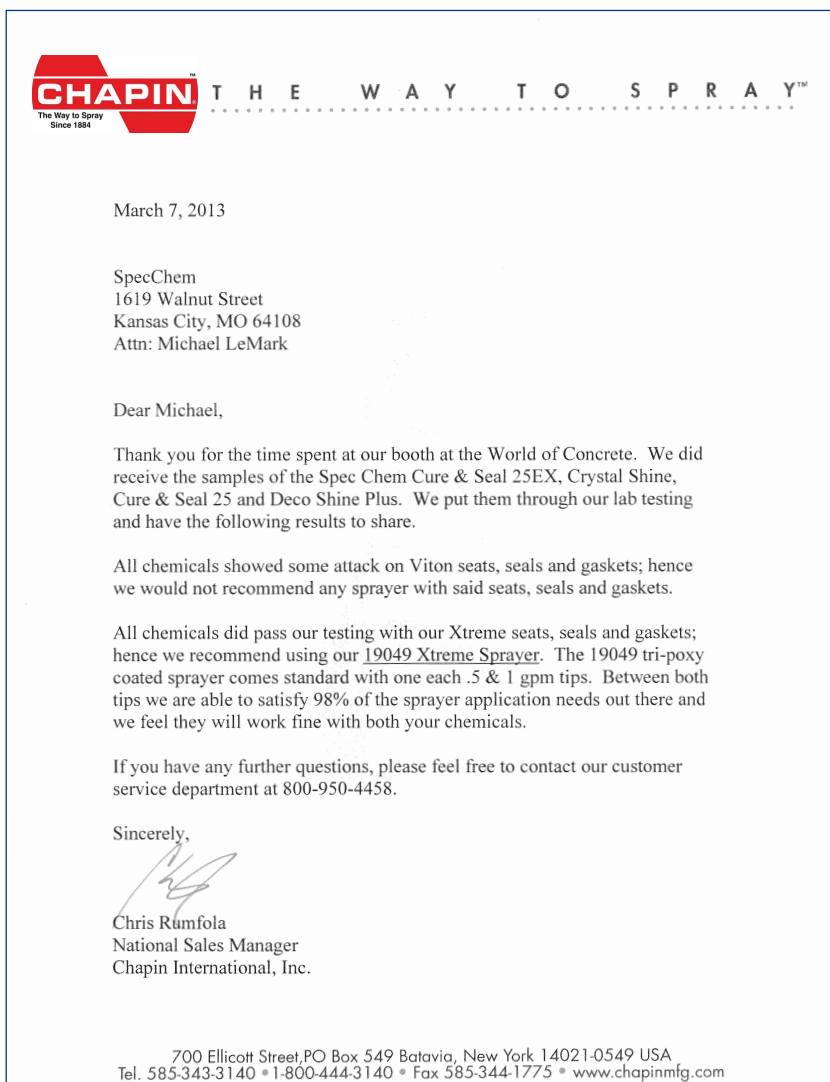 CHAPIN
The Way to Spray
Since 1884
THE WAY TO SPRAY™
March 7, 2013
SpecChem
1619 Walnut Street
Kansas City, MO 64108
Attn: Michael LeMark
Dear Michael,
Thank you for the time spent at our booth at the World of Concrete. We did
receive the samples of the Spec Chem Cure & Seal 25EX, Crystal Shine,
Cure & Seal 25 and Deco Shine Plus. We put them through our lab testing
and have the following results to share.
All chemicals showed some attack on Viton seats, seals and gaskets; hence
we would not recommend any sprayer with said seats, seals and gaskets.
All chemicals did pass our testing with our Xtreme seats, seals and gaskets;
hence we recommend using our 19049 Xtreme Sprayer. The 19049 tri-poxy
coated sprayer comes standard with one each .5 & 1 gpm tips. Between both
tips we are able to satisfy 98% of the sprayer application needs out there and
we feel they will work fine with both your chemicals.
If you have any further questions, please feel free to contact our customer
service department at 800-950-4458.
Sincerely,
Chris Rumfola
National Sales Manager
Chapin International, Inc.
700 Ellicott Street,PO Box 549 Batavia, New York 14021-0549 USA
Tel. 585-343-3140 • 1-800-444-3140 • Fax 585-344-1775 • www.chapinmfg.com